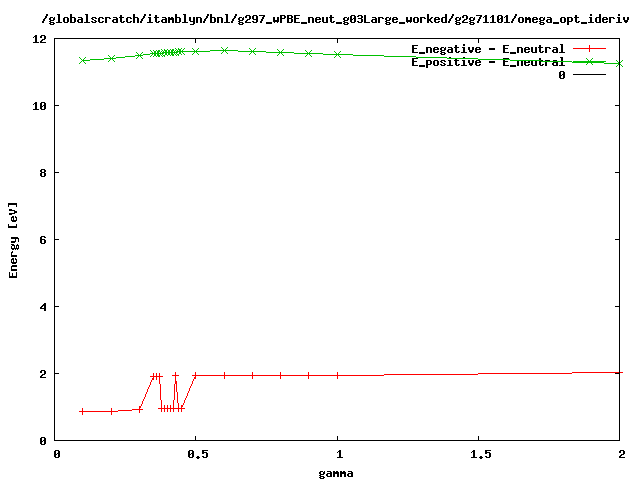 /globalscratch/itamblyn/bnl/g297_wPBE_neut_g03Large_worked/g2g71101/omega_opt_ideriv
12
E_negative - E_neutral
E_positive - E_neutral
0
10
8
6
4
2
0
Energy [eV]
0 0.5 1 1.5 2
gamma